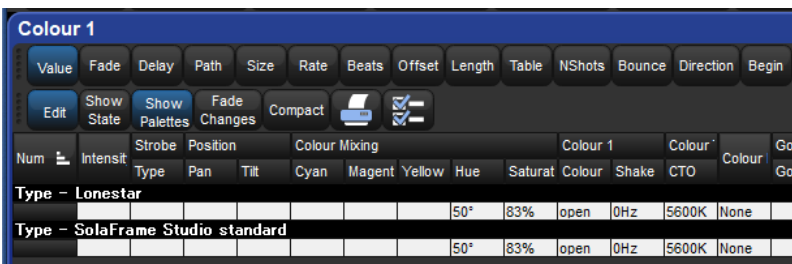 Colour 1
Value Fade Delay Path Size Rate Beats Offset Length Table NShots Bounce Direction Begin
Edit Show State Show Palettes Fade Changes Compact
Num Intensit Strobe Position Colour Mixing Colour 1 Colour Colour Go
Type Pan Tilt Cyan Magent Yellow Hue Saturat Colour Shake CTO Go
Type - Lonestar
50° 83% open 0Hz 5600K None
Type - SolaFrame Studio standard
50° 83% open 0Hz 5600K None